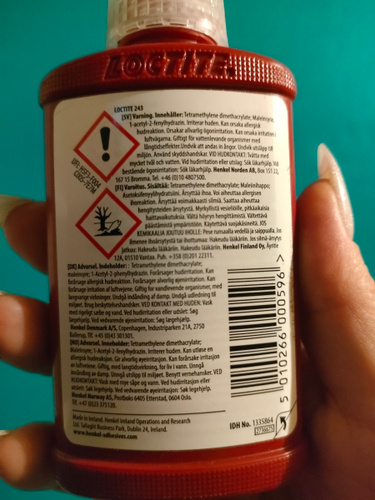 LOCTITE
LOCTITE 243
[SV] Varning. Innehåller: Tetramethylene dimethacrylate; Maleinsyra;
1-acetyl-2-fenylhydrazin. Irriterar huden. Kan orsaka allergisk
hudreaktion. Orsakar allvarlig ögonirritation. Kan orsaka irritation i
luftvägarna. Giftigt för vattenlevande organismer med
långtidseffekter. Undvik att andas in ångor. Undvik utsläpp till
miljön. Använd skyddshandskar. VID HUDKONTAKT: Tvätta med
mycket tvål och vatten. Vid hudirritation eller utslag: Sök läkarhjälp. Vid
bestående ögonirritation: Sök läkarhjälp. Henkel Norden AB, Box 151 22,
167 15 Bromma. Tel. +46 (0)10 4807500.
[FI] Varoitus. Sisältää: Tetramethylene dimethacrylate; Maleiinihappo;
Asetofenyylihydratsiini. Ärsyttää ihoa. Voi aiheuttaa allergisen
ihoreaktion. Ärsyttää voimakkaasti silmiä. Saattaa aiheuttaa
hengitysteiden ärsytystä. Myrkyllistä vesieliöille, pitkäaikaisia
haittavaikutuksia. Vältä höyryn hengittämistä. Vältettävä
päästämistä ympäristöön. Käytä suojakäsineitä. JOS
KEMIKAALIA JOUTUU IHOLLE: Pese runsaalla vedellä ja saippualla. Jos
ilmenee ihoärsytystä tai ihottumaa: Hakeudu lääkäriin. Jos silmä-ärsytys
jatkuu: Hakeudu lääkäriin. Henkel Finland Oy, Äyritie
12A, 01510 Vantaa. Puh. +358 (0)201 22311.
[DK] Advarsel. Indeholder: Tetramethylene dimethacrylate;
maleinsyre; 1-Acetyl-2-phenylhydrazin. Forårsager hudirritation. Kan
forårsage allergisk hudreaktion. Forårsager alvorlig øjenirritation. Kan
forårsage irritation af luftvejene. Giftig for vandlevende organismer, med
langvarige virkninger. Undgå indånding af damp. Undgå udledning til
miljøet. Brug beskyttelseshandsker. VED KONTAKT MED HUDEN: Vask
med rigeligt sæbe og vand. Ved hudirritation eller udslæt: Søg
lægehjælp. Ved vedvarende øjenirritation: Søg lægehjælp.
Henkel Danmark A/S, Copenhagen, Industriparken 21A, 2750
Ballerup, Tlf. +45 (0)43 301301.
[NO] Advarsel. Inneholder: Tetramethylene dimethacrylate;
maleinsyre; 1-Acetyl-2-fenylhydrazin. Irriterer huden. Kan utløse en
allergisk hudreaksjon. Gir alvorlig øyeirritasjon. Kan forårsake irritasjon
av luftveiene. Giftig, med langtidsvirkning, for liv i vann. Unngå
innånding av damp. Unngå utslipp til miljøet. Benytt vernehansker. VED
HUDKONTAKT: Vask med mye såpe og vann. Ved hudirritasjon eller
utslett: Søk legehjelp. Ved vedvarende øyeirritasjon: Søk legehjelp.
Henkel Norway AS, Postboks 6405 Etterstad, 0604 Oslo.
Tlf. +47 (0)23 371520.
Made in Ireland. Henkel Ireland Operations and Research
Ltd. Tallaght Business Park, Dublin 24, Ireland.
www.henkel-adhesives.com
5 010266 000596 >
IDH No. 1335864